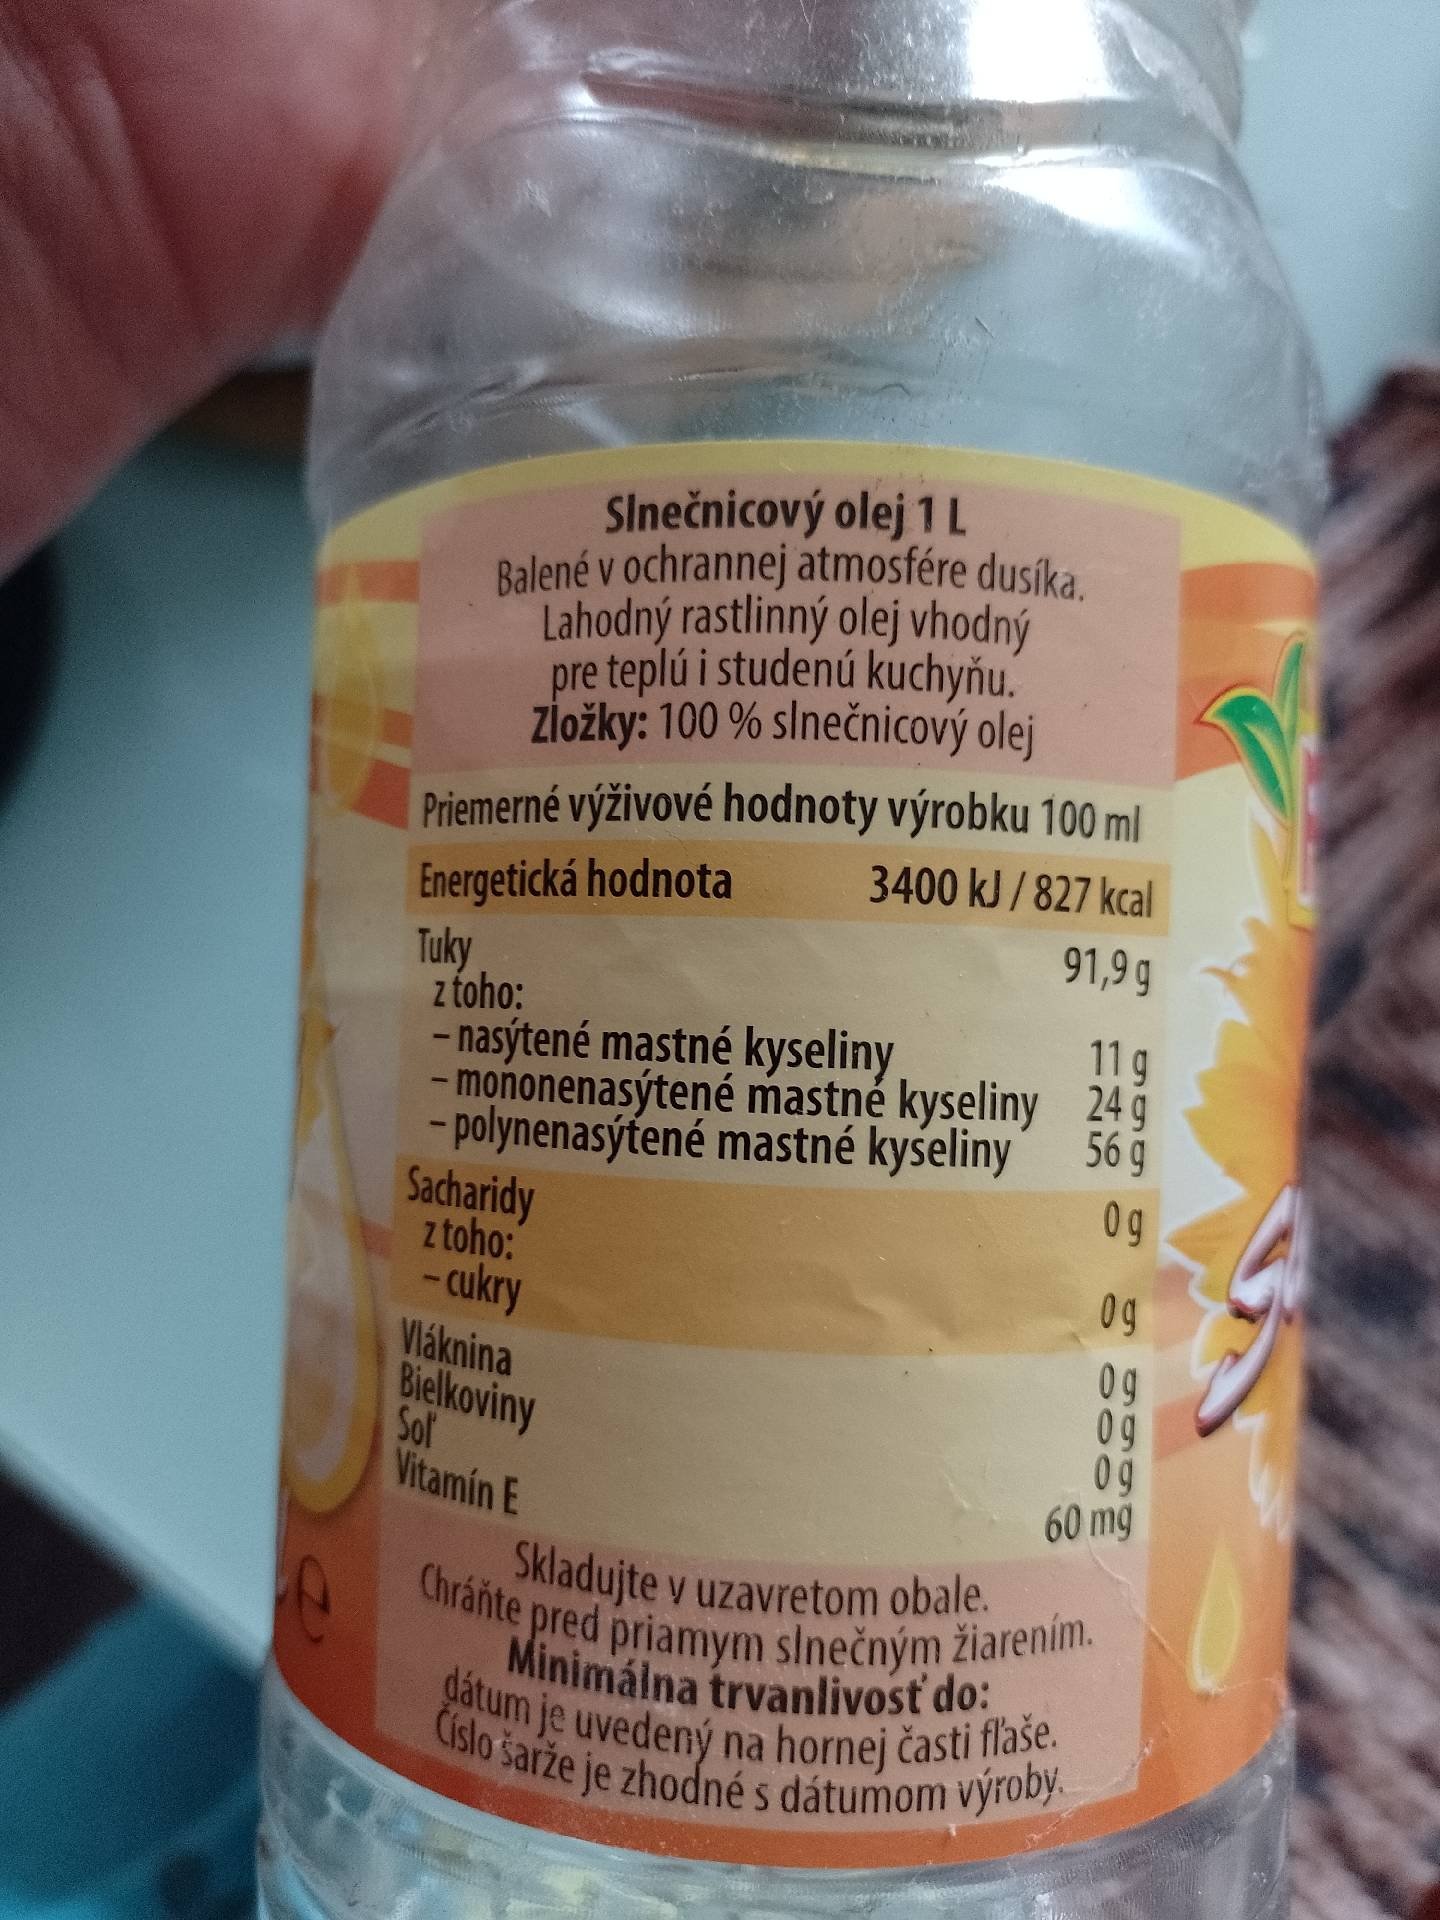 Slnečnicový olej 1 L
Balené v ochrannej atmosfére dusíka.
Lahodný rastlinný olej vhodný
pre teplú i studenú kuchyňu.
Zložky: 100 % slnečnicový olej
Priemerné výživové hodnoty výrobku 100 ml
Energetická hodnota 3400 kJ / 827 kcal
Tuky 91,9 g
z toho:
– nasýtené mastné kyseliny 11 g
– mononenasýtené mastné kyseliny 24 g
– polynenasýtené mastné kyseliny 56 g
Sacharidy 0 g
z toho:
– cukry 0 g
Vláknina 0 g
Bielkoviny 0 g
Soľ 0 g
Vitamín E 60 mg
Skladujte v uzavretom obale.
Chráňte pred priamym slnečným žiarením.
Minimálna trvanlivosť do:
dátum je uvedený na hornej časti fľaše.
Číslo šarže je zhodné s dátumom výroby.
e